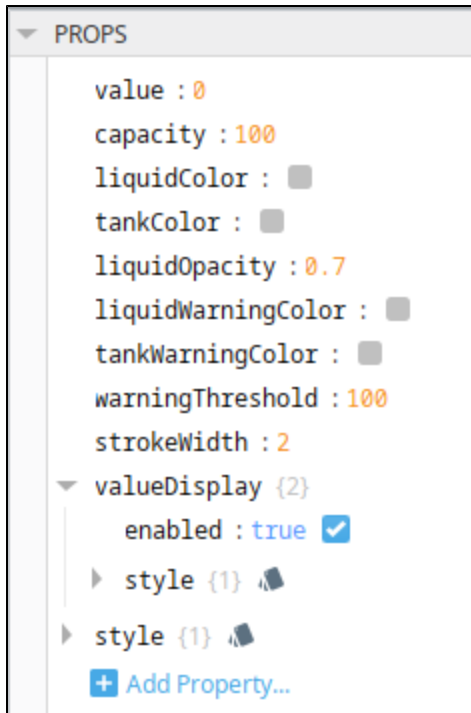 PROPS
value : 0
capacity : 100
liquidColor :
tankColor :
liquidOpacity : 0.7
liquidWarningColor :
tankWarningColor :
warningThreshold : 100
strokeWidth : 2
valueDisplay {2}
enabled : true
style {1}
style {1}
Add Property...